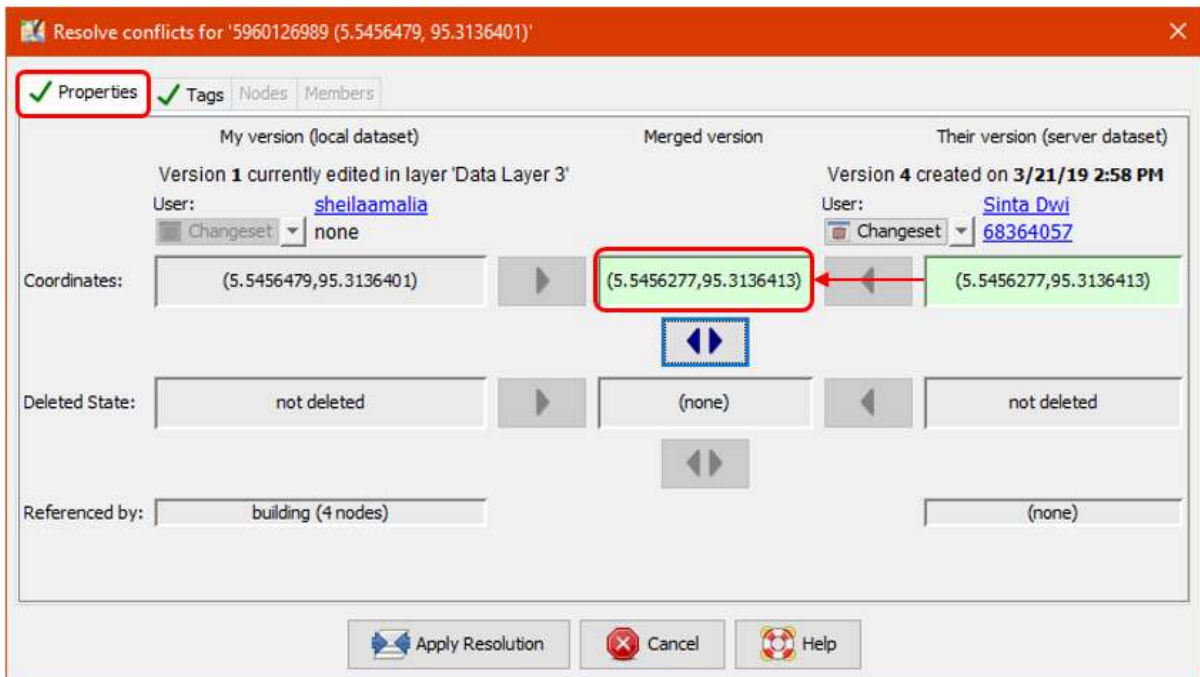 Resolve conflicts for '5960126989 (5.5456479, 95.3136401)'
Properties Tags Nodes Members
My version (local dataset) Merged version Their version (server dataset)
Version 1 currently edited in layer 'Data Layer 3' Version 4 created on 3/21/19 2:58 PM
User: sheilaamalia User: Sinta Dwi
Changeset none Changeset 68364057
Coordinates: (5.5456479,95.3136401) (5.5456277,95.3136413) (5.5456277,95.3136413)
Deleted State: not deleted (none) not deleted
Referenced by: building (4 nodes) (none)
Apply Resolution Cancel Help